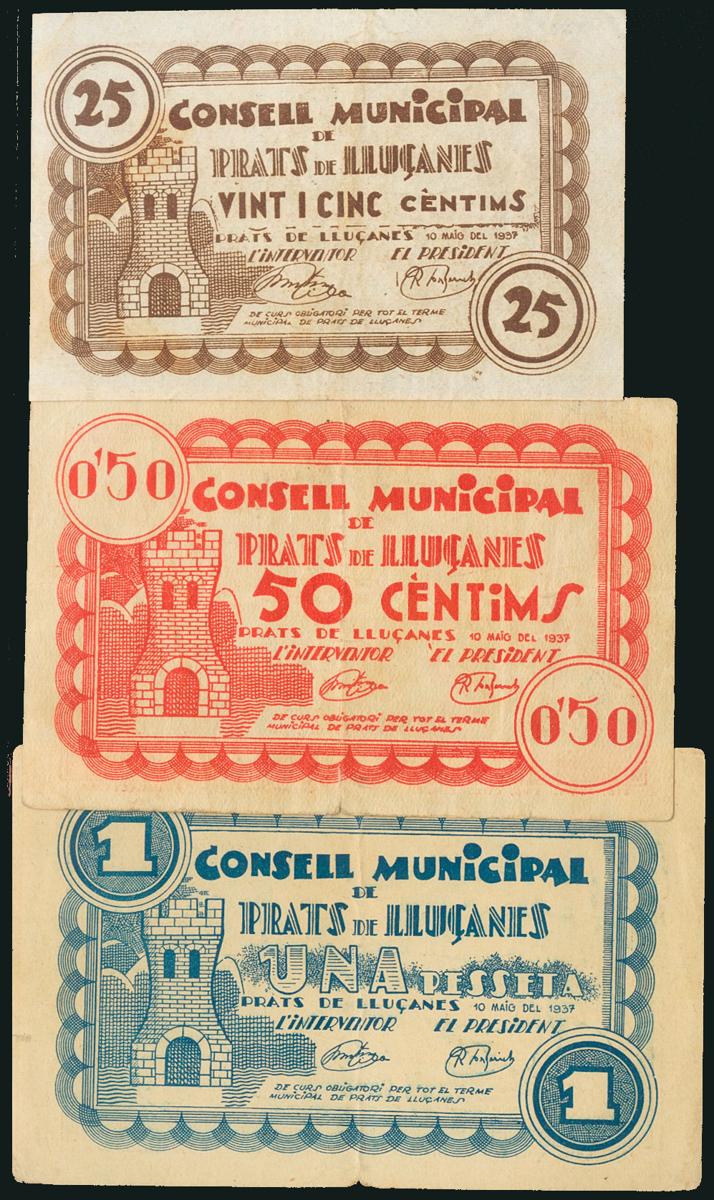 25
CONSELL MUNICIPAL
DE
PRATS DE LLUÇANES
VINT I CINC CÈNTIMS
PRATS DE LLUÇANES 10 MAIG DEL 1937
L'INTERVENTOR EL PRESIDENT
DE CURS OBLIGATORI PER TOT EL TERME
MUNICIPAL DE PRATS DE LLUÇANES
25
0'50
CONSELL MUNICIPAL
DE
PRATS DE LLUÇANES
50 CÈNTIMS
PRATS DE LLUÇANES 10 MAIG DEL 1937
L'INTERVENTOR EL PRESIDENT
DE CURS OBLIGATORI PER TOT EL TERME
MUNICIPAL DE PRATS DE LLUÇANES
0'50
1
CONSELL MUNICIPAL
DE
PRATS DE LLUÇANES
UNA PESSETA
PRATS DE LLUÇANES 10 MAIG DEL 1937
L'INTERVENTOR EL PRESIDENT
DE CURS OBLIGATORI PER TOT EL TERME
MUNICIPAL DE PRATS DE LLUÇANES
1